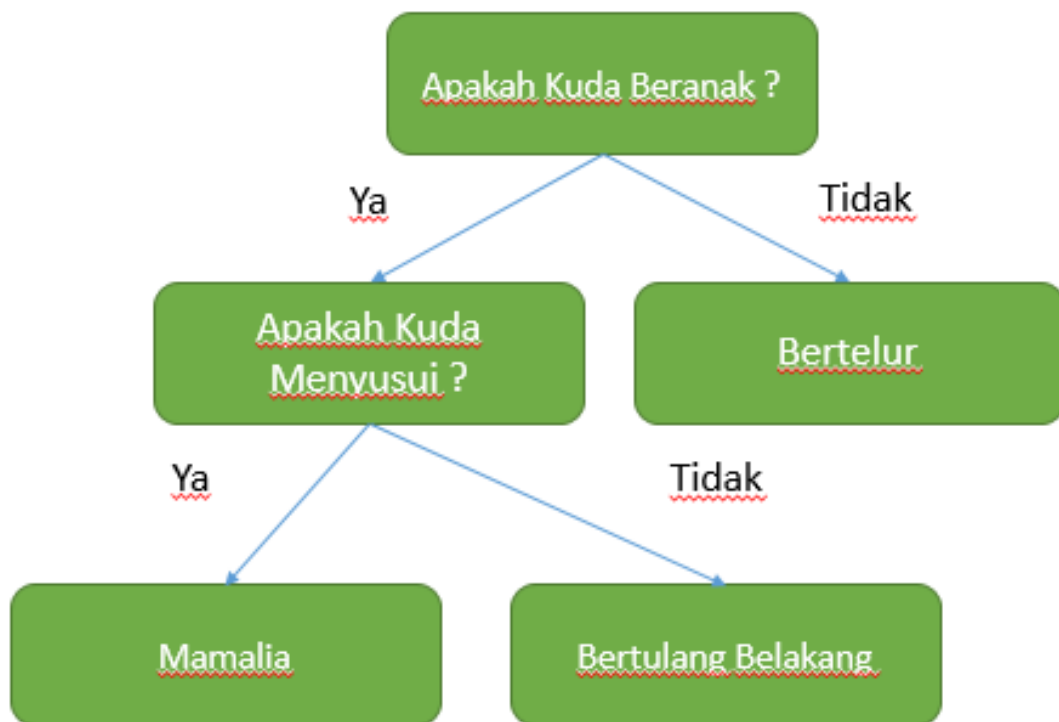 Apakah Kuda Beranak ?
Ya
Tidak
Apakah Kuda
Menyusui ?
Bertelur
Ya
Tidak
Mamalia
Bertulang Belakang